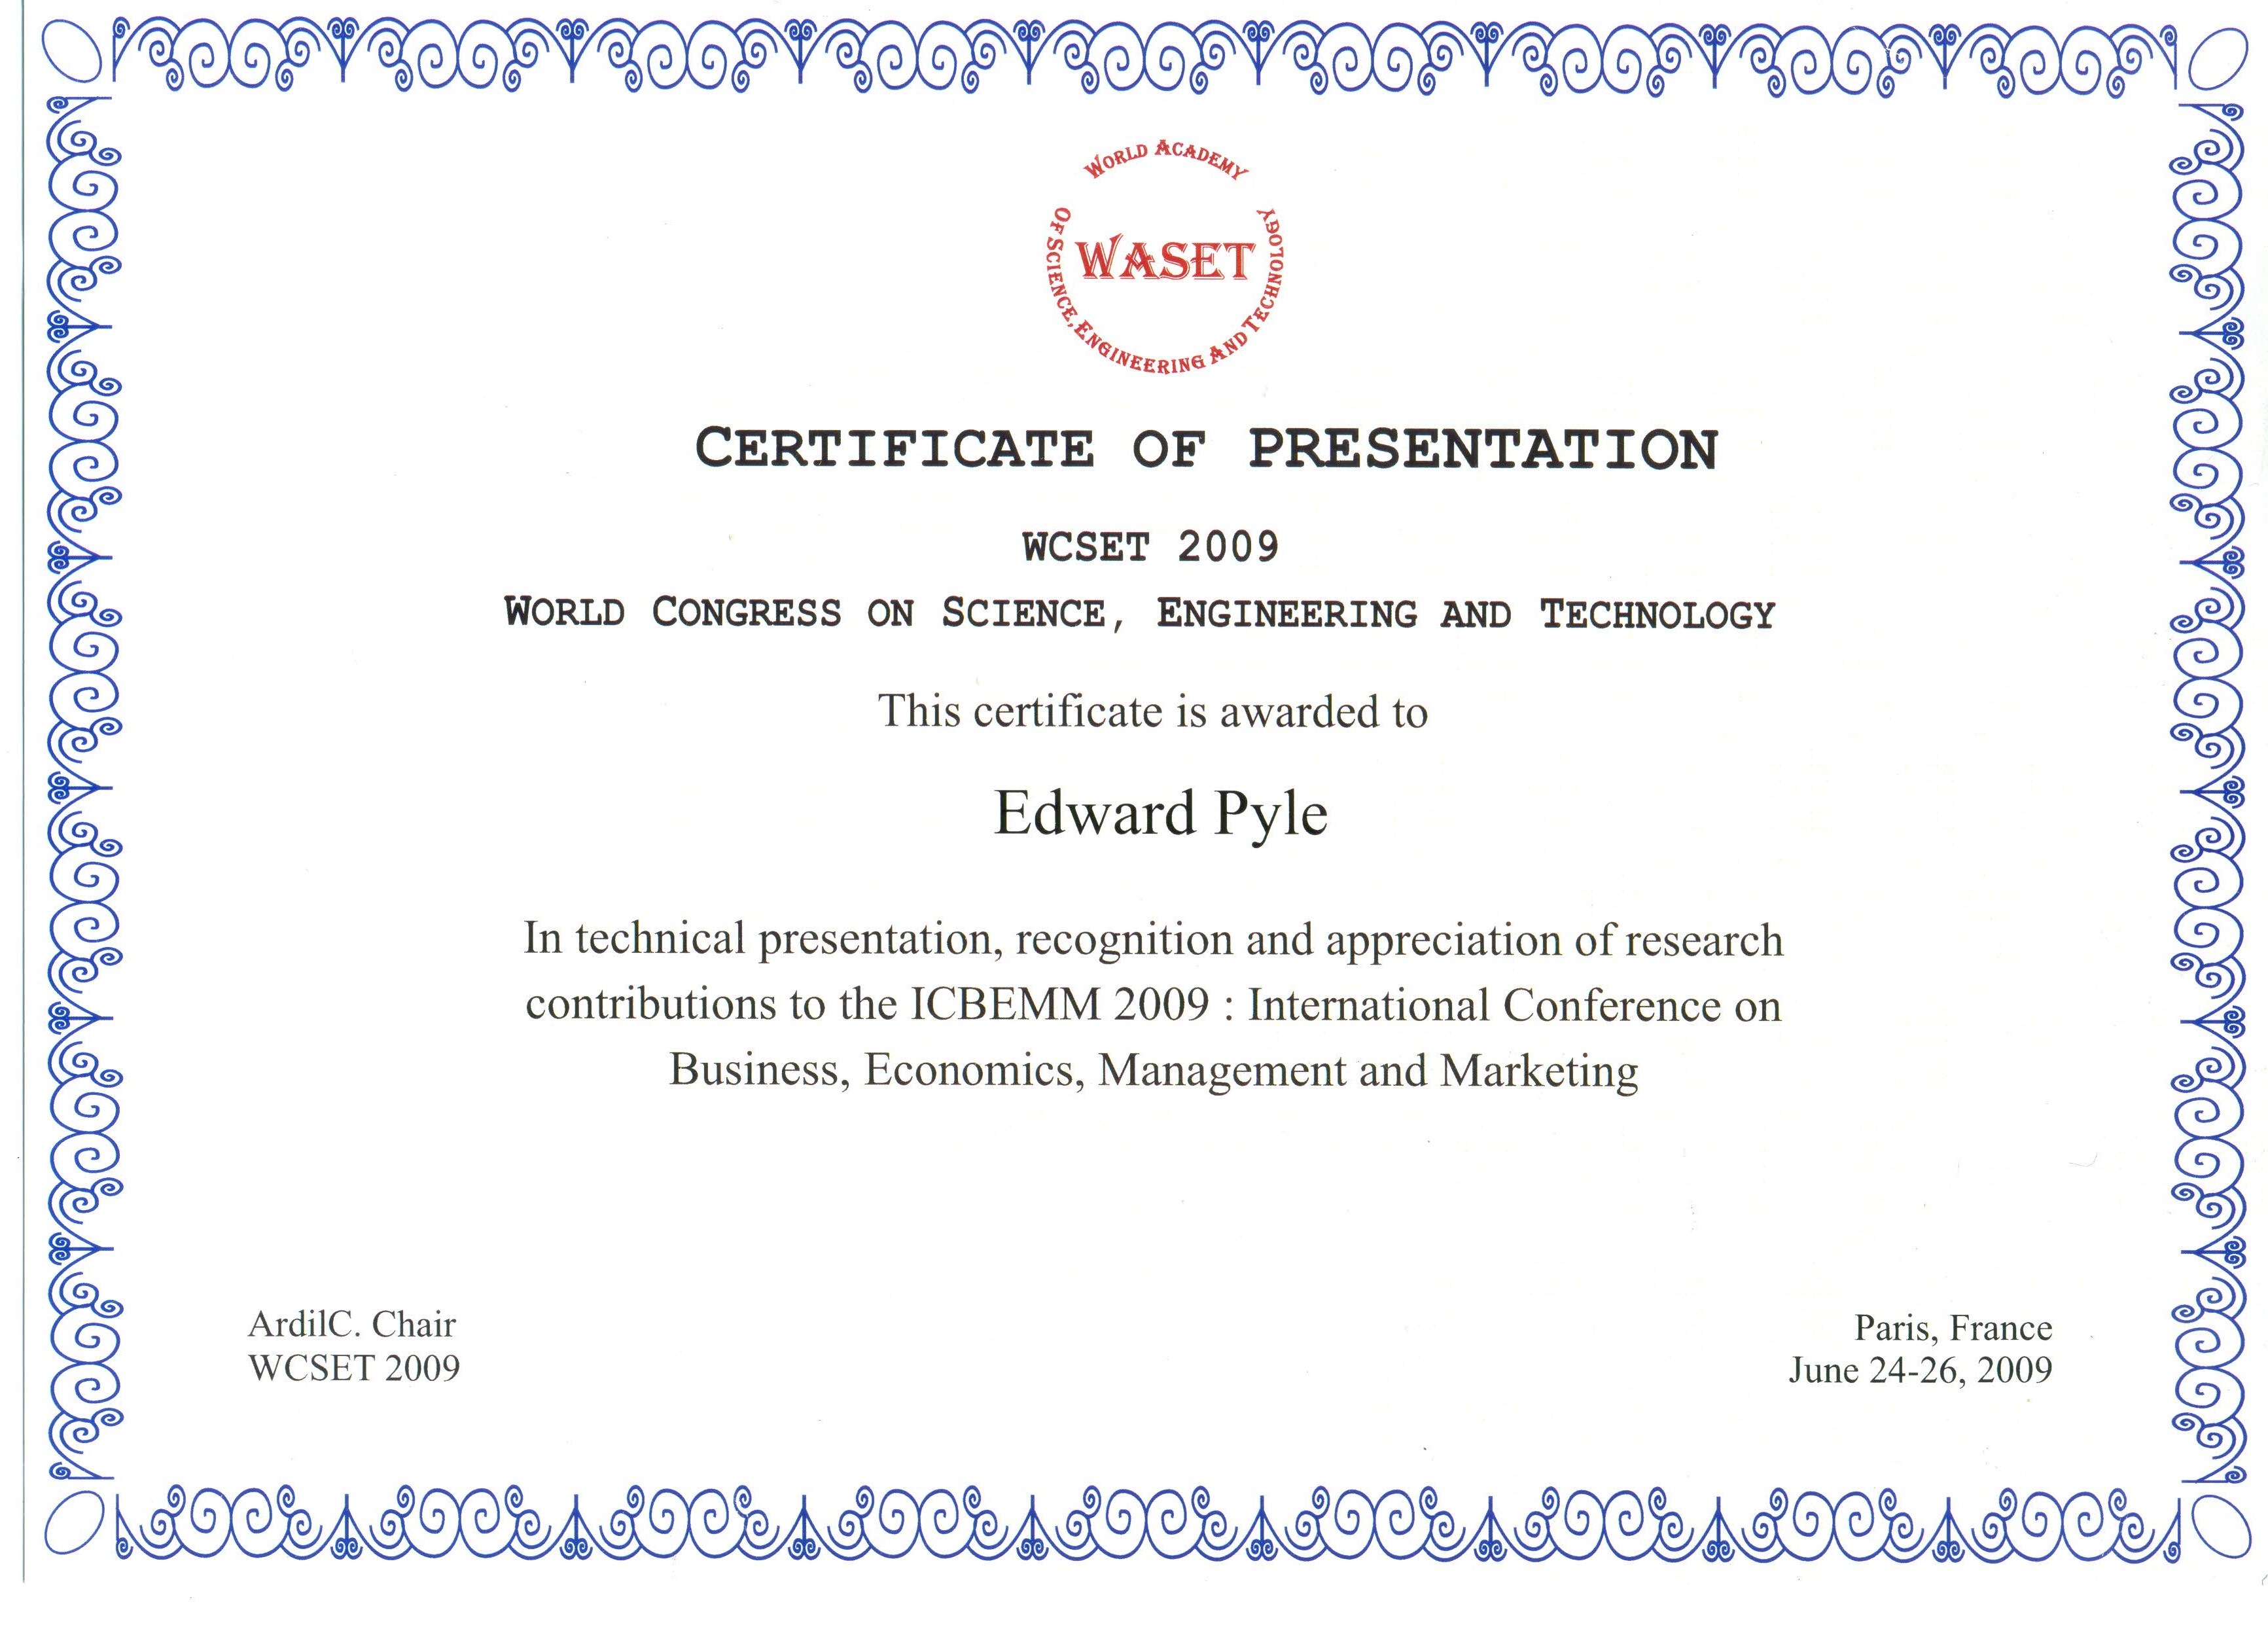 WORLD ACADEMY
OF SCIENCE, ENGINEERING AND TECHNOLOGY
WASET
CERTIFICATE OF PRESENTATION
WCSET 2009
WORLD CONGRESS ON SCIENCE, ENGINEERING AND TECHNOLOGY
This certificate is awarded to
Edward Pyle
In technical presentation, recognition and appreciation of research
contributions to the ICBEMM 2009 : International Conference on
Business, Economics, Management and Marketing
ArdilC. Chair
WCSET 2009
Paris, France
June 24-26, 2009